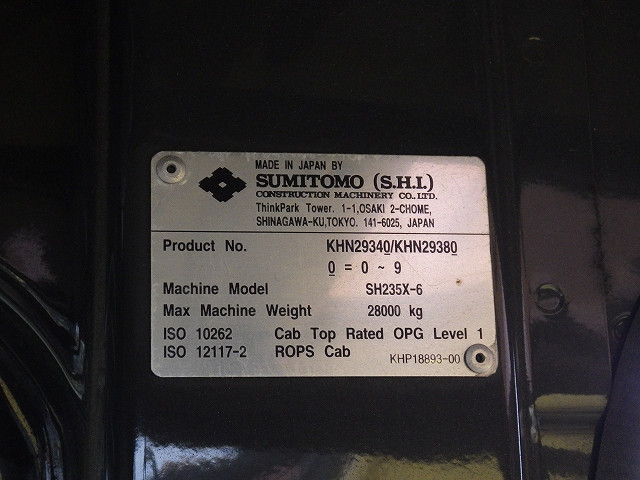 MADE IN JAPAN BY
SUMITOMO (S.H.I.)
CONSTRUCTION MACHINERY CO., LTD.
ThinkPark Tower. 1-1,OSAKI 2-CHOME,
SHINAGAWA-KU,TOKYO. 141-6025, JAPAN
Product No. KHN29340/KHN29380
0 = 0 ~ 9
Machine Model SH235X-6
Max Machine Weight 28000 kg
ISO 10262 Cab Top Rated OPG Level 1
ISO 12117-2 ROPS Cab
KHP18893-00